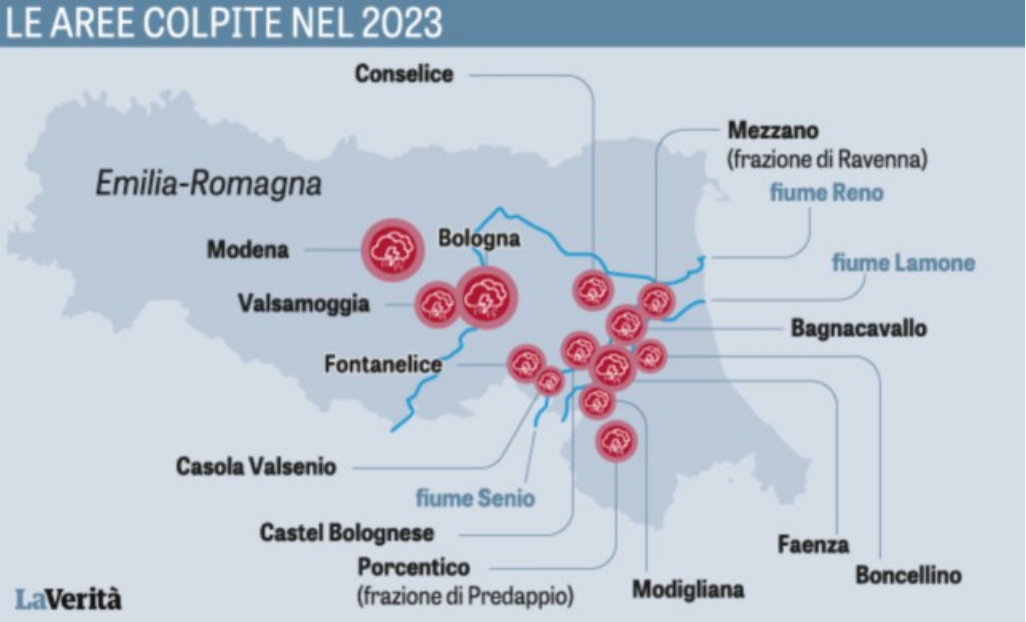 LE AREE COLPITE NEL 2023
Conselice
Mezzano
(frazione di Ravenna)
fiume Reno
Emilia-Romagna
Modena
Bologna
fiume Lamone
Valsamoggia
Bagnacavallo
Fontanelice
Casola Valsenio
fiume Senio
Castel Bolognese
Faenza
Porcentico
(frazione di Predappio)
Boncellino
Modigliana
LaVerità